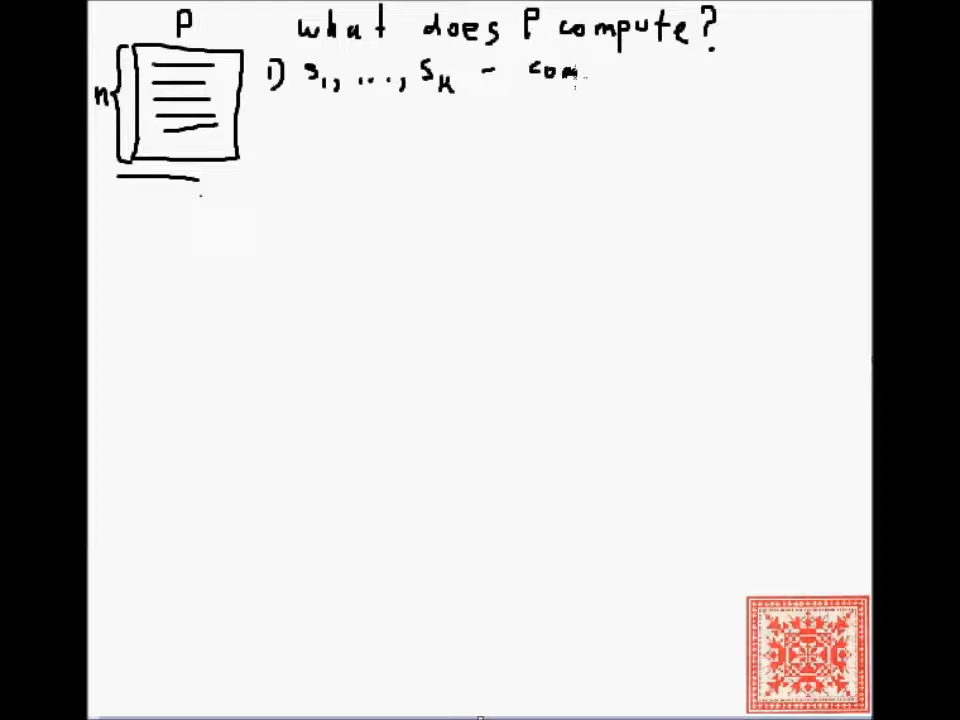 P
What does P compute?
n
1) s₁, ..., sₖ - com